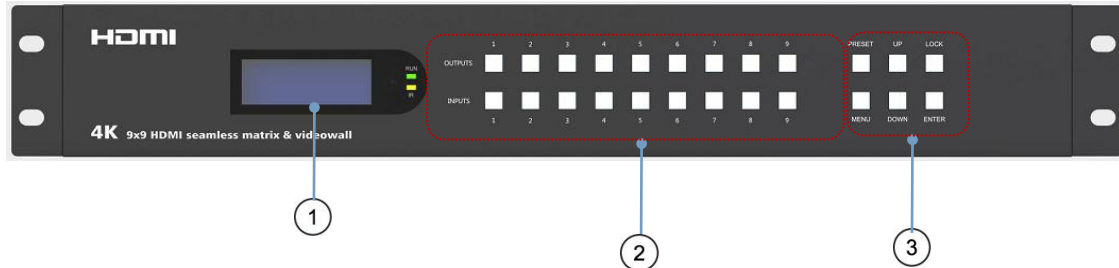 HDMI
1 2 3 4 5 6 7 8 9
PRESET UP LOCK
OUTPUTS
RUN
IR
INPUTS
1 2 3 4 5 6 7 8 9
MENU DOWN ENTER
4K 9x9 HDMI seamless matrix & videowall
1
2
3